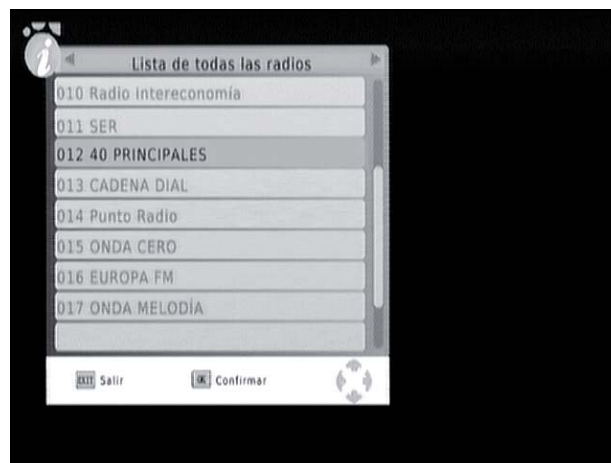 i
Lista de todas las radios
010 Radio Intereconomía
011 SER
012 40 PRINCIPALES
013 CADENA DIAL
014 Punto Radio
015 ONDA CERO
016 EUROPA FM
017 ONDA MELODÍA
EXIT Salir OK Confirmar